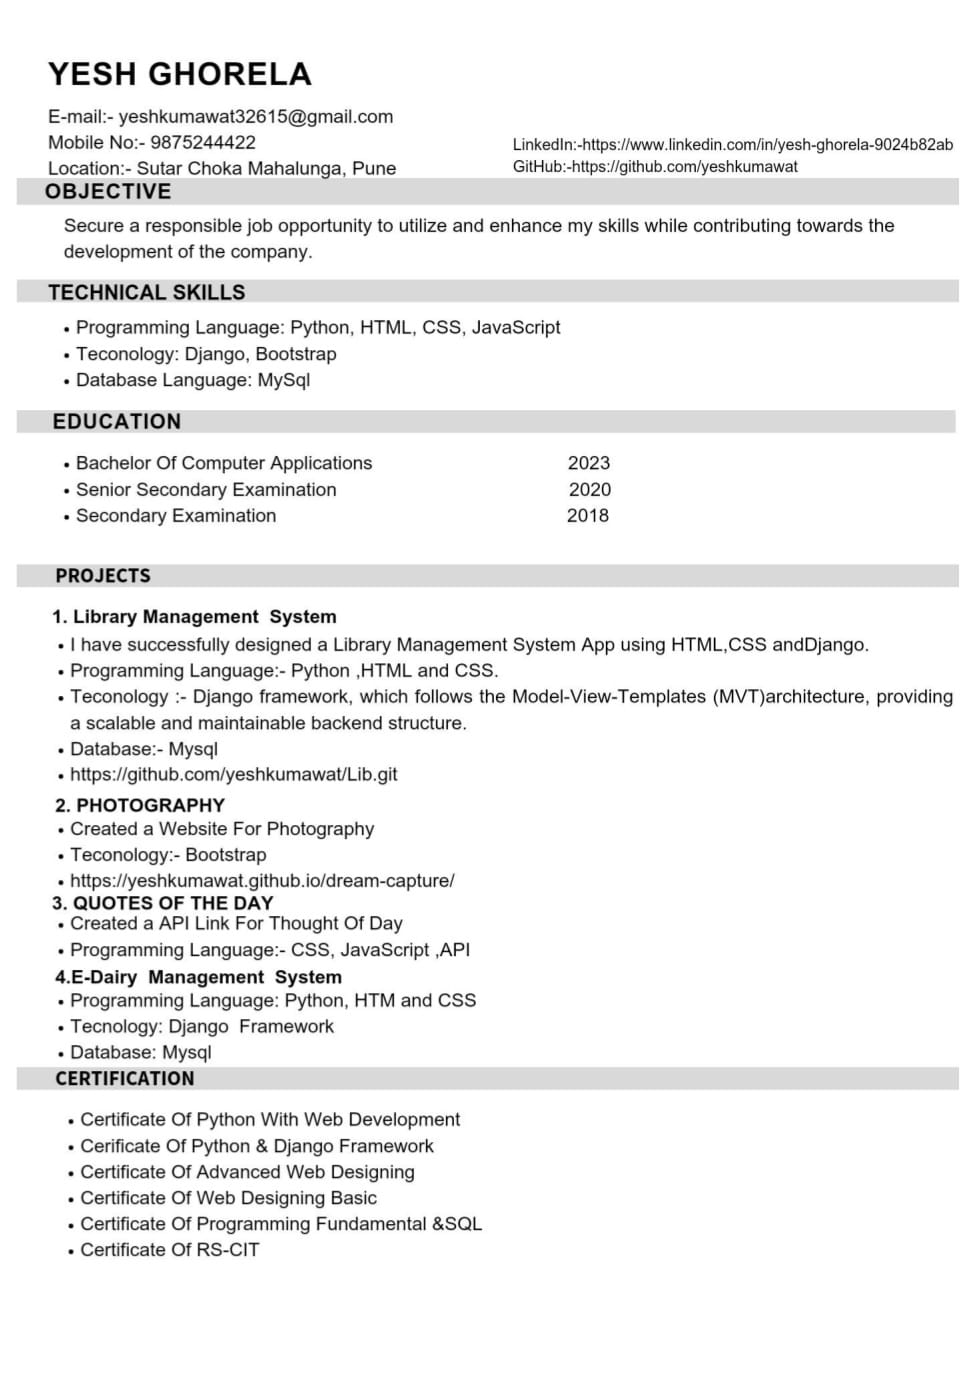 YESH GHORELA
E-mail:- yeshkumawat32615@gmail.com
Mobile No:- 9875244422
Location:- Sutar Choka Mahalunga, Pune
LinkedIn:-https://www.linkedin.com/in/yesh-ghorela-9024b82ab
GitHub:-https://github.com/yeshkumawat
OBJECTIVE
Secure a responsible job opportunity to utilize and enhance my skills while contributing towards the
development of the company.
TECHNICAL SKILLS
• Programming Language: Python, HTML, CSS, JavaScript
• Teconology: Django, Bootstrap
• Database Language: MySql
EDUCATION
• Bachelor Of Computer Applications 2023
• Senior Secondary Examination 2020
• Secondary Examination 2018
PROJECTS
1. Library Management System
• I have successfully designed a Library Management System App using HTML,CSS andDjango.
• Programming Language:- Python ,HTML and CSS.
• Teconology :- Django framework, which follows the Model-View-Templates (MVT)architecture, providing
a scalable and maintainable backend structure.
• Database:- Mysql
• https://github.com/yeshkumawat/Lib.git
2. PHOTOGRAPHY
• Created a Website For Photography
• Teconology:- Bootstrap
• https://yeshkumawat.github.io/dream-capture/
3. QUOTES OF THE DAY
• Created a API Link For Thought Of Day
• Programming Language:- CSS, JavaScript ,API
4.E-Dairy Management System
• Programming Language: Python, HTM and CSS
• Tecnology: Django Framework
• Database: Mysql
CERTIFICATION
• Certificate Of Python With Web Development
• Cerificate Of Python & Django Framework
• Certificate Of Advanced Web Designing
• Certificate Of Web Designing Basic
• Certificate Of Programming Fundamental &SQL
• Certificate Of RS-CIT